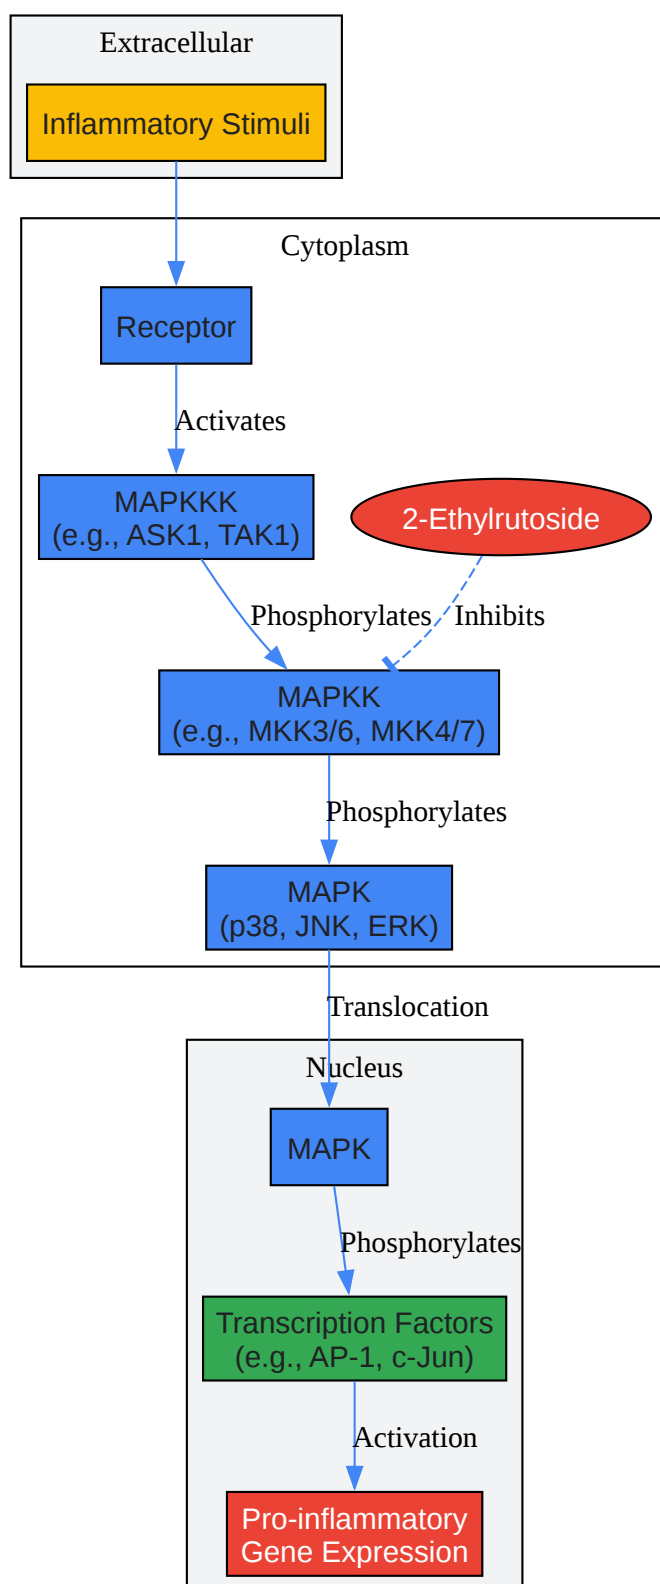 Extracellular
Inflammatory Stimuli
Cytoplasm
Receptor
Activates
MAPKKK
(e.g., ASK1, TAK1)
2-Ethylrutoside
Phosphorylates
Inhibits
MAPKK
(e.g., MKK3/6, MKK4/7)
Phosphorylates
MAPK
(p38, JNK, ERK)
Translocation
Nucleus
MAPK
Phosphorylates
Transcription Factors
(e.g., AP-1, c-Jun)
Activation
Pro-inflammatory
Gene Expression